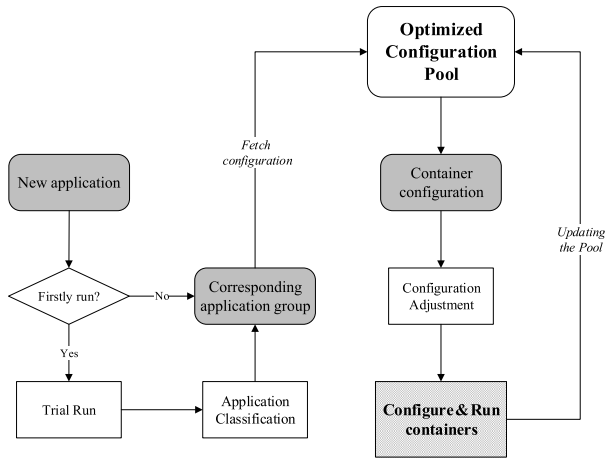 Optimized
Configuration
Pool
Fetch
configuration
New application
Container
configuration
Updating
the Pool
Firstly run?
No
Corresponding
application group
Configuration
Adjustment
Yes
Trial Run
Application
Classification
Configure & Run
containers